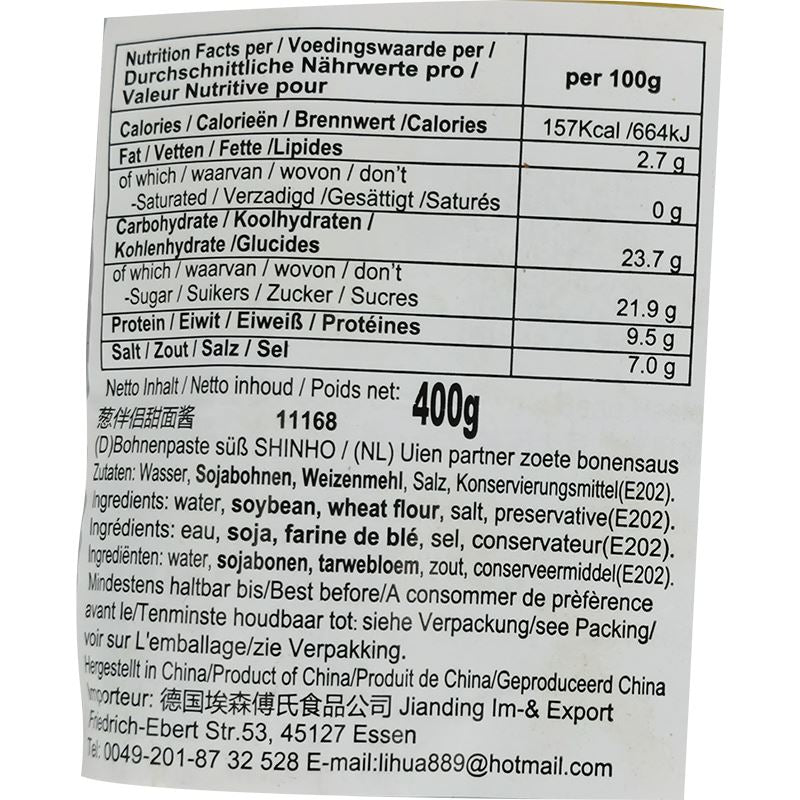 Nutrition Facts per / Voedingswaarde per /
Durchschnittliche Nährwerte pro /
Valeur Nutritive pour
per 100g
Calories / Calorieën / Brennwert /Calories
157Kcal /664kJ
Fat / Vetten / Fette /Lipides
2.7 g
of which / waarvan / wovon / don't
-Saturated / Verzadigd /Gesättigt /Saturés
0 g
Carbohydrate / Koolhydraten /
Kohlenhydrate /Glucides
23.7 g
of which / waarvan / wovon / don't
-Sugar / Suikers / Zucker / Sucres
21.9 g
Protein / Eiwit / Eiweiß / Protéines
9.5 g
Salt / Zout / Salz / Sel
7.0 g
Netto Inhalt / Netto inhoud / Poids net: 400g
葱伴侣甜面酱 11168
(D)Bohnenpaste süß SHINHO / (NL) Uien partner zoete bonensaus
Zutaten: Wasser, Sojabohnen, Weizenmehl, Salz, Konservierungsmittel(E202).
Ingredients: water, soybean, wheat flour, salt, preservative(E202).
Ingrédients: eau, soja, farine de blé, sel, conservateur(E202).
Ingrediënten: water, sojabonen, tarwebloem, zout, conserveermiddel(E202).
Mindestens haltbar bis/Best before/A consommer de prèfèrence
avant le/Tenminste houdbaar tot: siehe Verpackung/see Packing/
voir sur L'emballage/zie Verpakking.
Hergestellt in China/Product of China/Produit de China/Geproduceerd China
Importeur: 德国埃森傅氏食品公司 Jianding Im-& Export
Friedrich-Ebert Str.53, 45127 Essen
Tel: 0049-201-87 32 528 E-mail:lihua889@hotmail.com